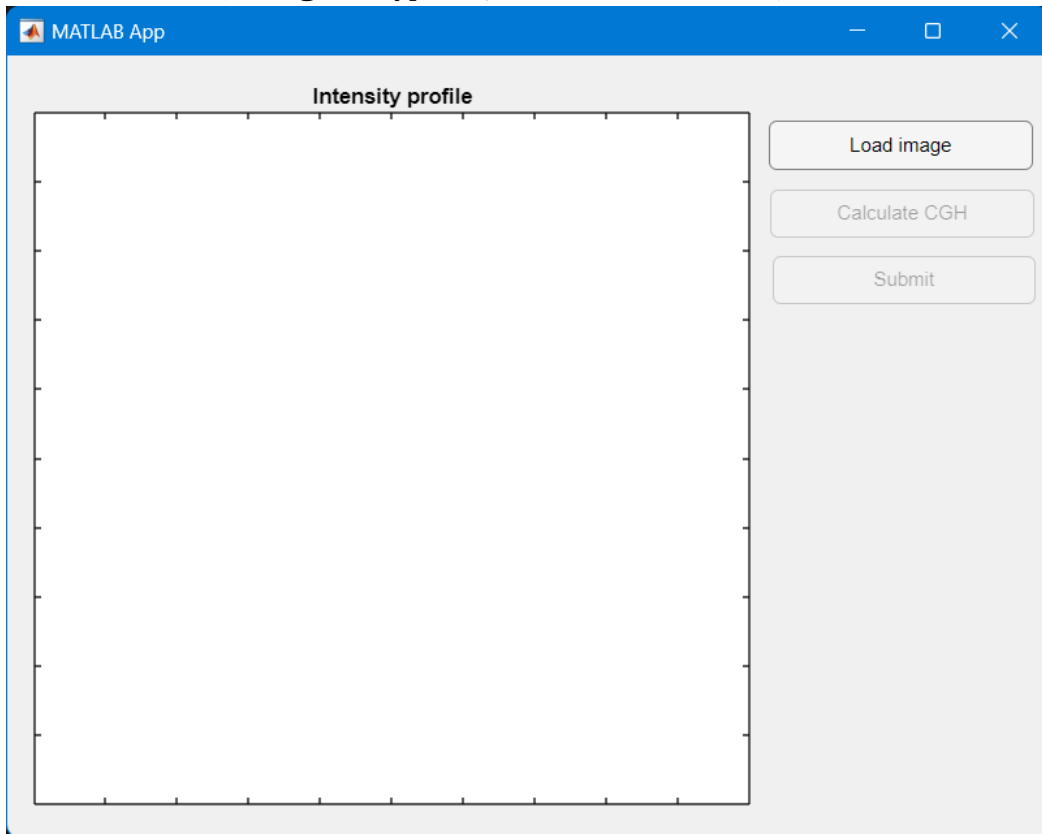 MATLAB App
Intensity profile
Load image
Calculate CGH
Submit